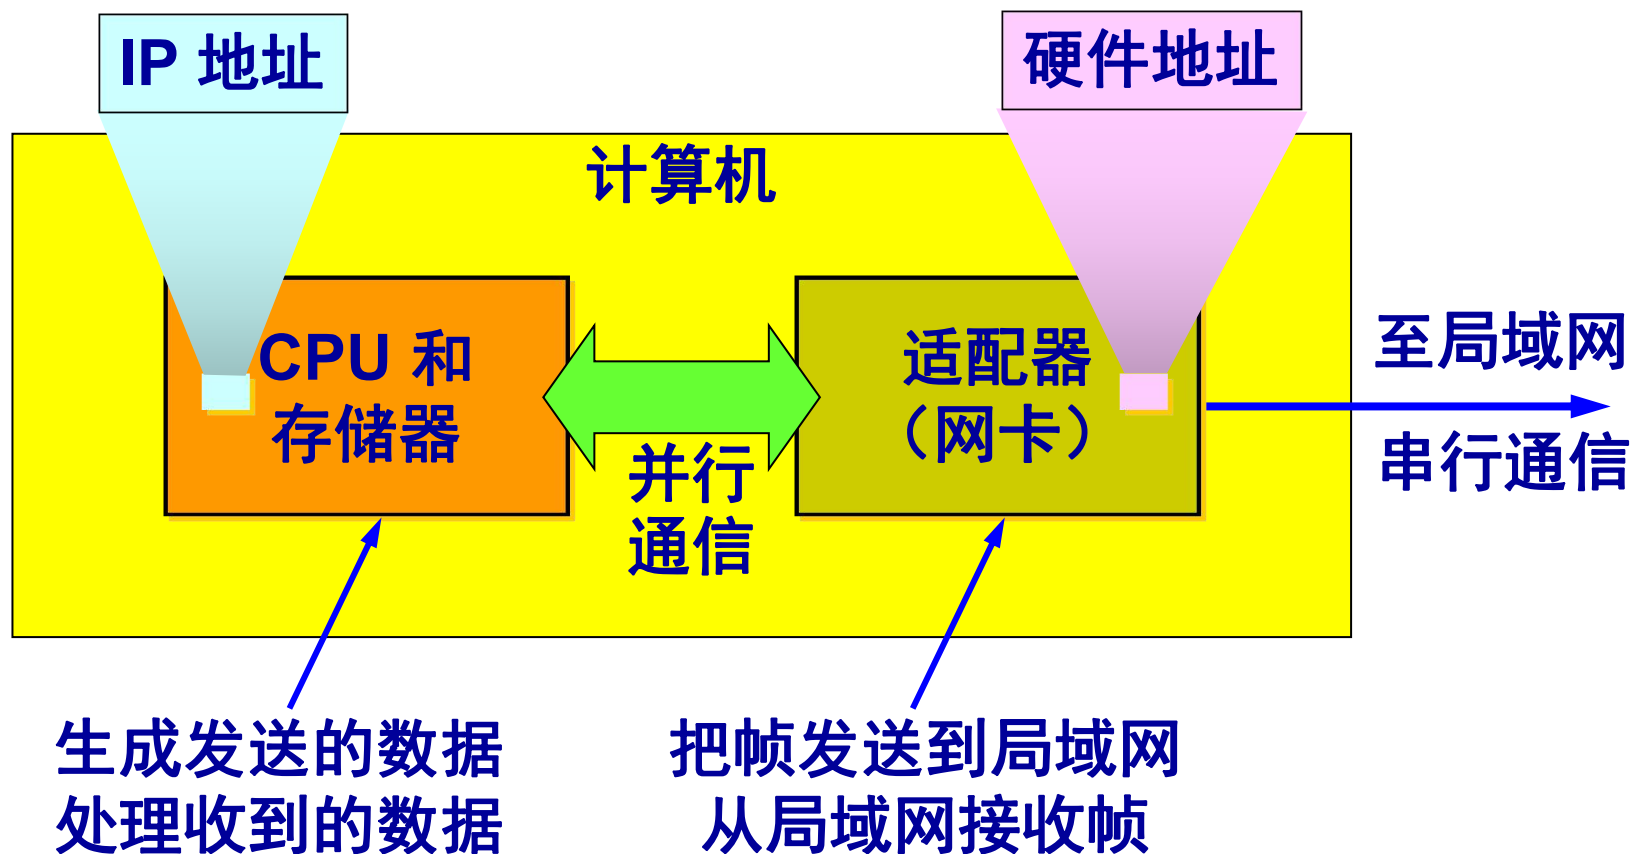 IP 地址
硬件地址
计算机
CPU 和
存储器
适配器
（网卡）
并行
通信
至局域网
串行通信
生成发送的数据
处理收到的数据
把帧发送到局域网
从局域网接收帧